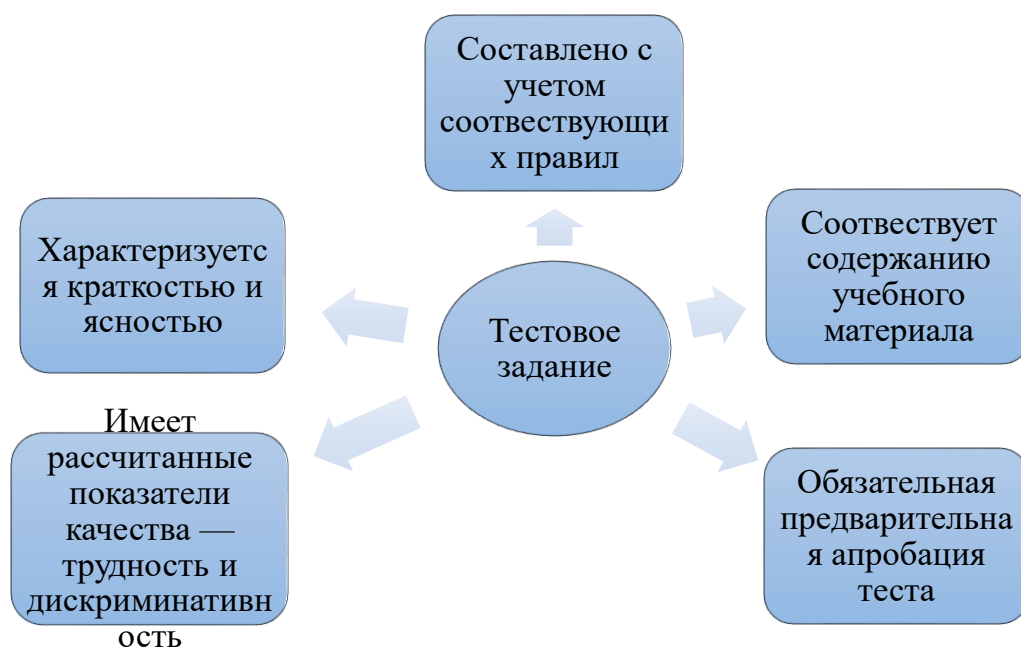 Составлено с
учетом
соотвествующи
х правил
Характеризуетс
я краткостью и
ясностью
Соотвествует
содержанию
учебного
материала
Тестовое
задание
Имеет
рассчитанные
показатели
качества —
трудность и
дискриминативн
ость
Обязательная
предварительна
я апробация
теста